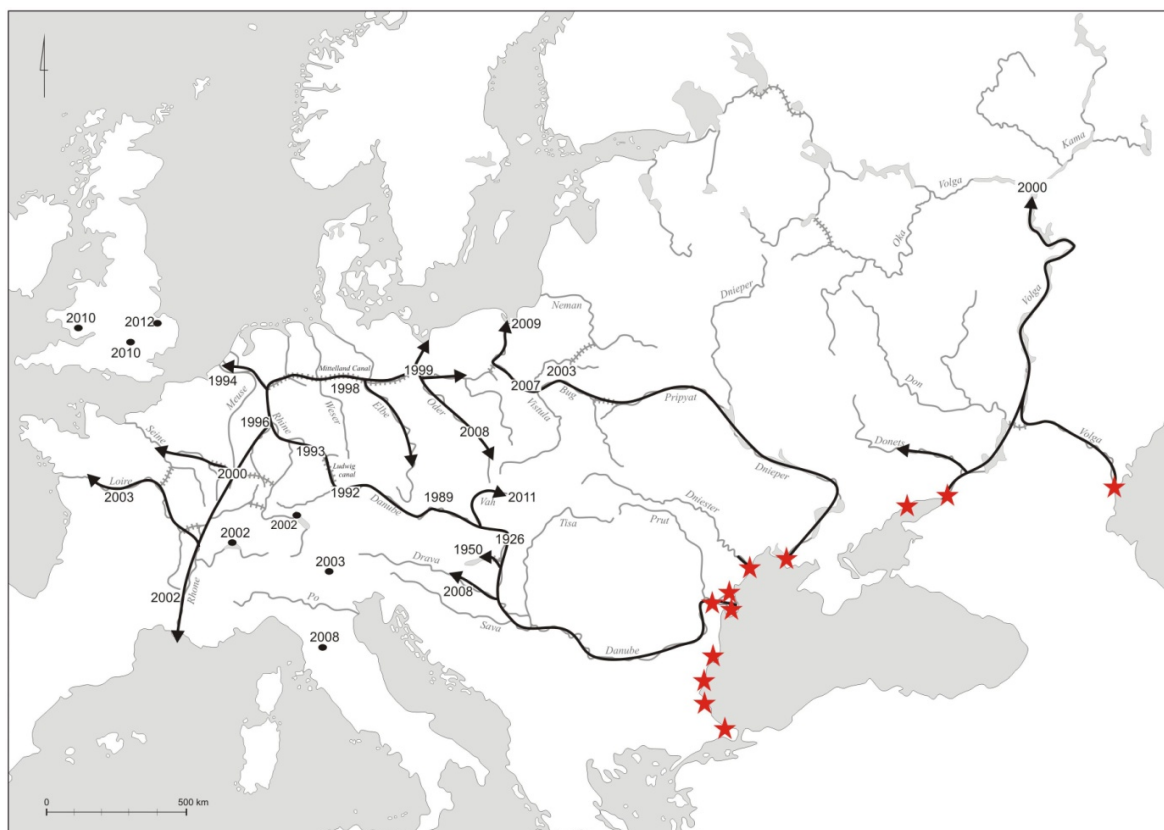 Kama
Volga
2000
Oka
Dnieper
Volga
Neman
2010
2012
2009
2010
Mittelland Canal
1999
2003
1994
1998
2007
Don
Meuse
Bug
Pripyat
Elbe
Oder
Vistula
Weser
1996
Rhine
Volga
2008
Donets
Seine
1993
Ludwig
canal
2000
Dnieper
Loire
1992
1989
2011
2003
Danube
Vah
Dniester
2002
Tisa
Prut
2002
1926
1950
Drava
2003
2008
2002
Rhone
Po
Sava
2008
Danube
0
500 km